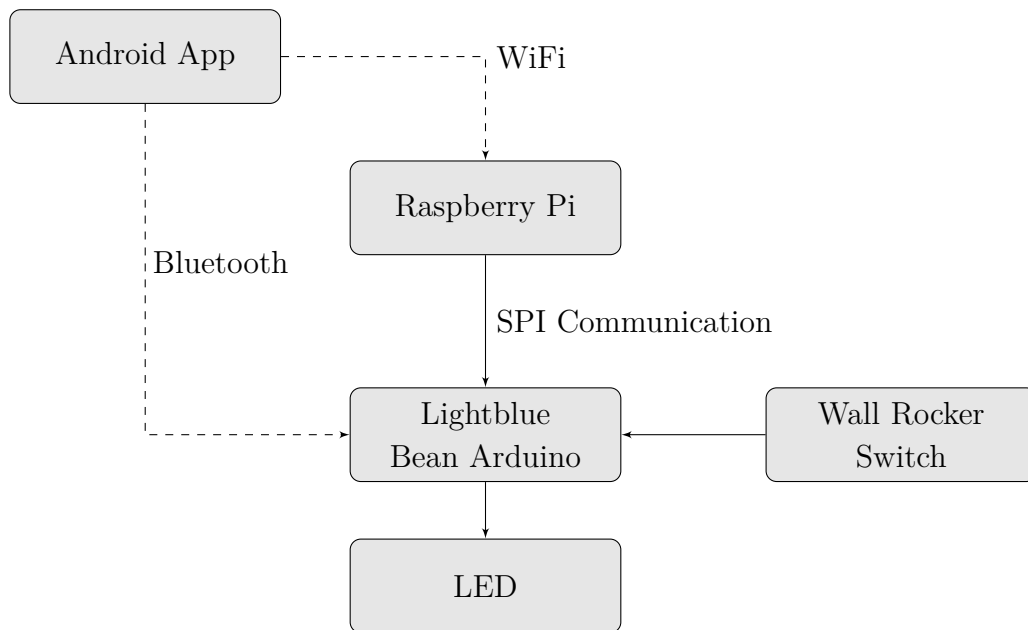 Android App
WiFi
Raspberry Pi
Bluetooth
SPI Communication
Lightblue
Bean Arduino
Wall Rocker
Switch
LED